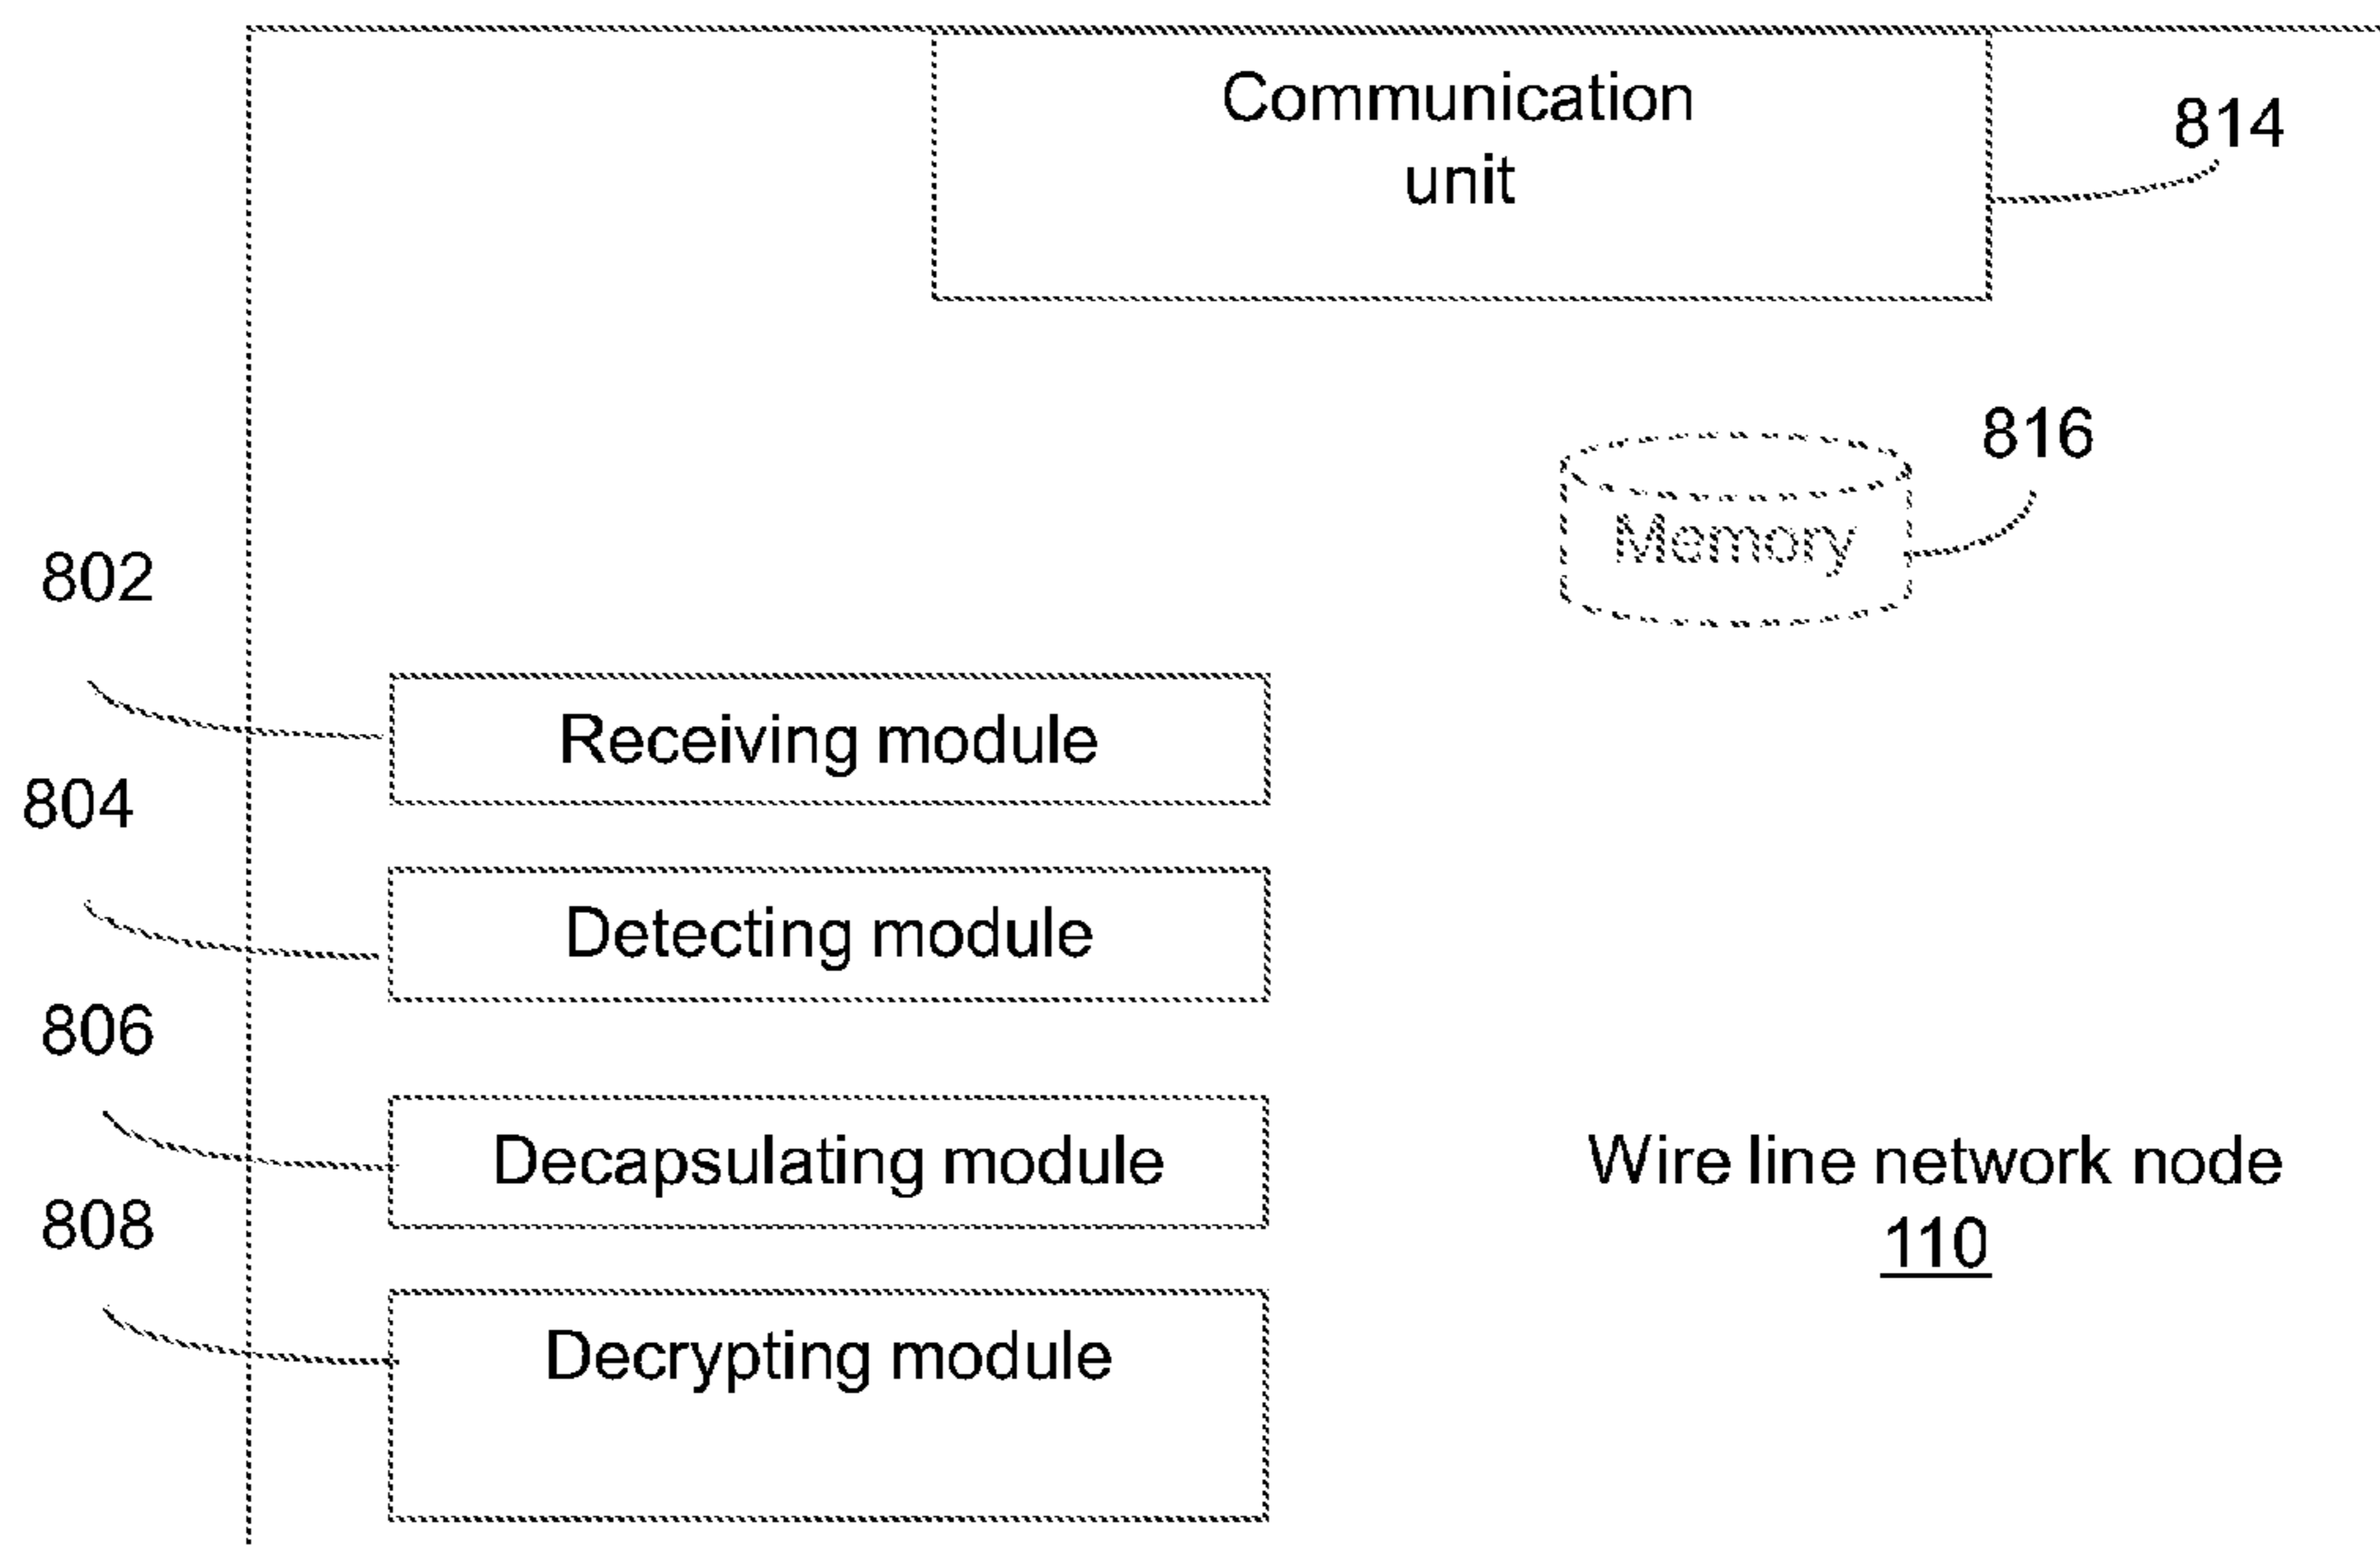 Communication
unit
814
816
Memory
802
Receiving module
804
Detecting module
806
Decapsulating module
Wire line network node
110
808
Decrypting module